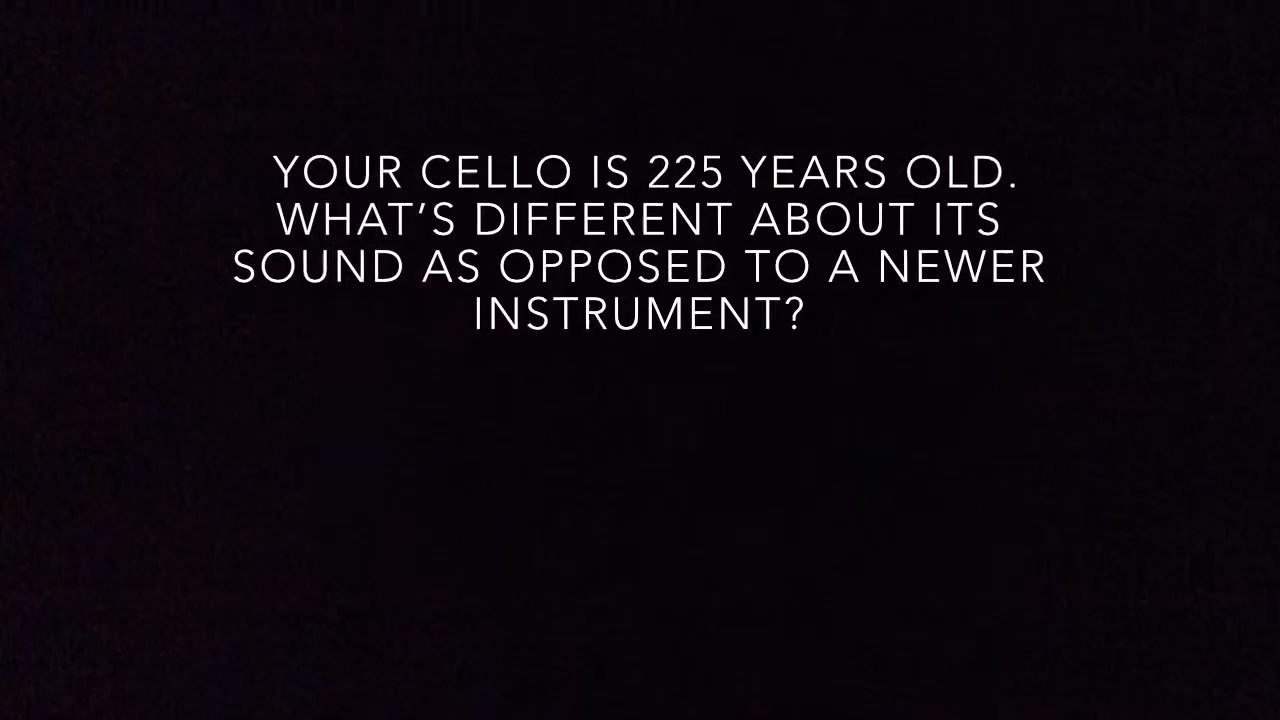 YOUR CELLO IS 225 YEARS OLD.
WHAT’S DIFFERENT ABOUT ITS
SOUND AS OPPOSED TO A NEWER
INSTRUMENT?